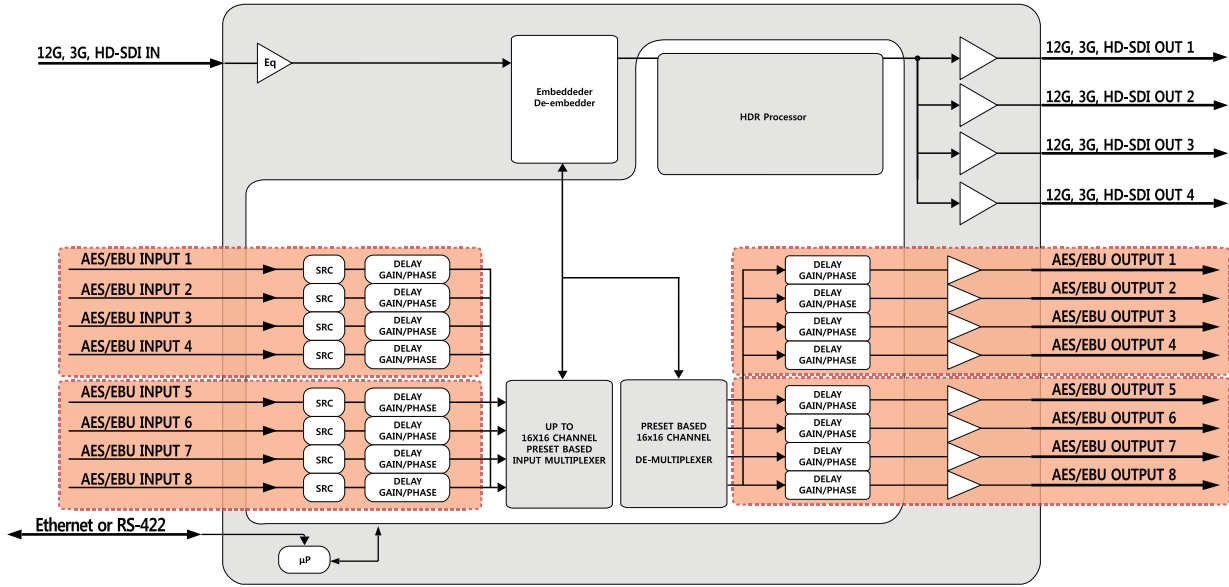 12G, 3G, HD-SDI IN
Eq
Embeddeder
De-embedder
HDR Processor
12G, 3G, HD-SDI OUT 1
12G, 3G, HD-SDI OUT 2
12G, 3G, HD-SDI OUT 3
12G, 3G, HD-SDI OUT 4
AES/EBU INPUT 1
SRC
DELAY
GAIN/PHASE
AES/EBU INPUT 2
SRC
DELAY
GAIN/PHASE
AES/EBU INPUT 3
SRC
DELAY
GAIN/PHASE
AES/EBU INPUT 4
SRC
DELAY
GAIN/PHASE
AES/EBU INPUT 5
SRC
DELAY
GAIN/PHASE
AES/EBU INPUT 6
SRC
DELAY
GAIN/PHASE
AES/EBU INPUT 7
SRC
DELAY
GAIN/PHASE
AES/EBU INPUT 8
SRC
DELAY
GAIN/PHASE
UP TO
16X16 CHANNEL
PRESET BASED
INPUT MULTIPLEXER
PRESET BASED
16x16 CHANNEL
DE-MULTIPLEXER
DELAY
GAIN/PHASE
AES/EBU OUTPUT 1
DELAY
GAIN/PHASE
AES/EBU OUTPUT 2
DELAY
GAIN/PHASE
AES/EBU OUTPUT 3
DELAY
GAIN/PHASE
AES/EBU OUTPUT 4
DELAY
GAIN/PHASE
AES/EBU OUTPUT 5
DELAY
GAIN/PHASE
AES/EBU OUTPUT 6
DELAY
GAIN/PHASE
AES/EBU OUTPUT 7
DELAY
GAIN/PHASE
AES/EBU OUTPUT 8
Ethernet or RS-422
µP